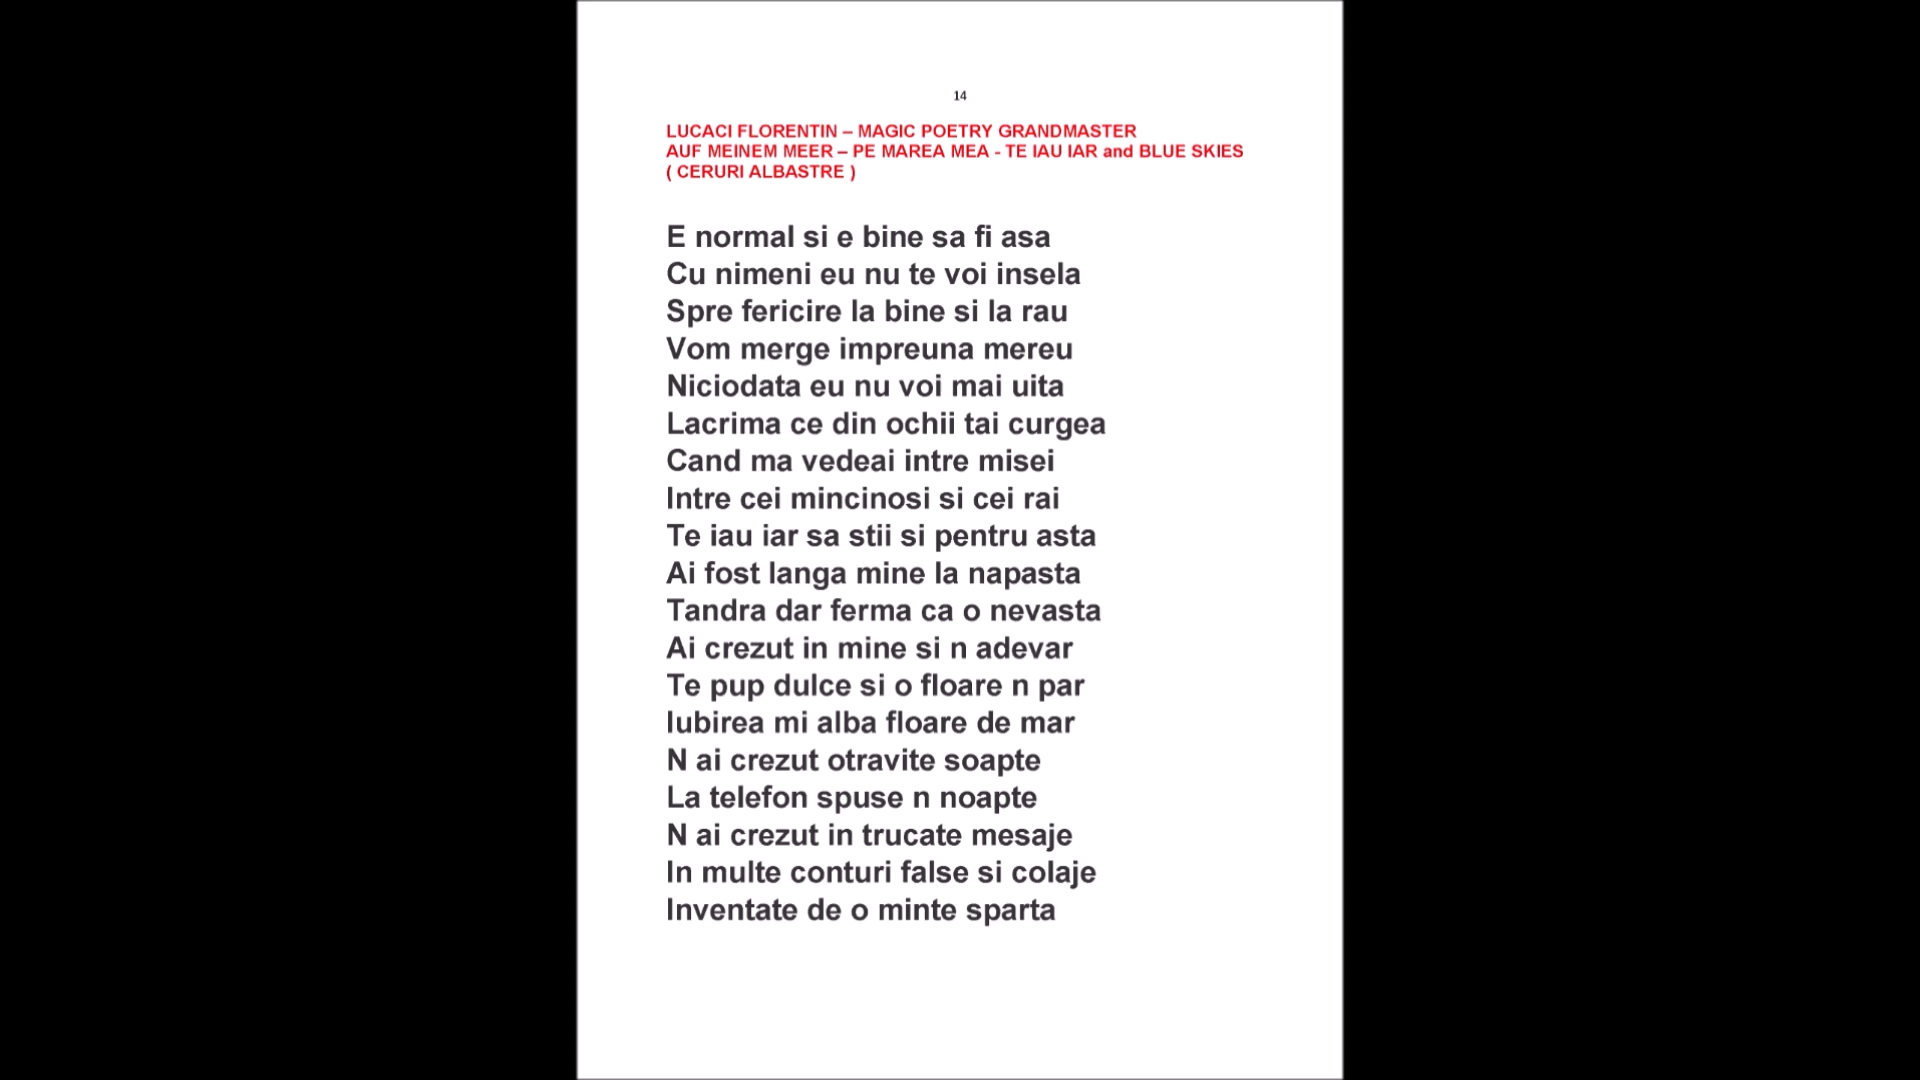 14
LUCACI FLORENTIN – MAGIC POETRY GRANDMASTER
AUF MEINEM MEER – PE MAREA MEA - TE IAU IAR and BLUE SKIES
( CERURI ALBASTRE )
E normal si e bine sa fi asa
Cu nimeni eu nu te voi insela
Spre fericire la bine si la rau
Vom merge impreuna mereu
Niciodata eu nu voi mai uita
Lacrima ce din ochii tai curgea
Cand ma vedeai intre misei
Intre cei mincinosi si cei rai
Te iau iar sa stii si pentru asta
Ai fost langa mine la napasta
Tandra dar ferma ca o nevasta
Ai crezut in mine si n adevar
Te pup dulce si o floare n par
Iubirea mi alba floare de mar
N ai crezut otravite soapte
La telefon spuse n noapte
N ai crezut in trucate mesaje
In multe conturi false si colaje
Inventate de o minte sparta